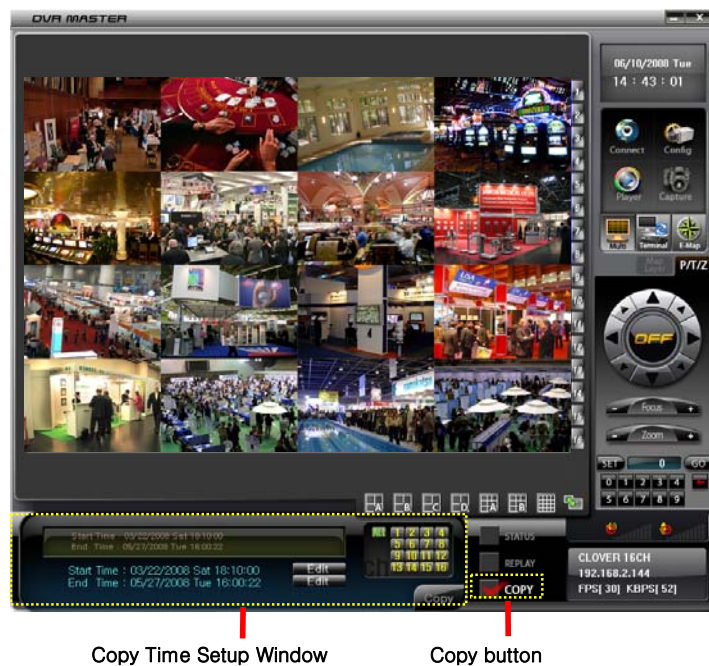 DVR MASTER
06/10/2008 Tue
14 : 43 : 01
Connect
Config
Player
Capture
Multi
Terminal
E-Map
Map Layer
P/T/Z
OFF
- Focus +
- Zoom +
SET 0 GO
0 1 2 3 4
5 6 7 8 9
A B C D A B
Start Time : 03/22/2008 Sat 18:10:00
End Time : 05/27/2008 Tue 16:00:22
Start Time : 03/22/2008 Sat 18:10:00 Edit
End Time : 05/27/2008 Tue 16:00:22 Edit
ALL 1 2 3 4
5 6 7 8
9 10 11 12
13 14 15 16
Copy
STATUS
REPLAY
COPY
CLOVER 16CH
192.168.2.144
FPS[ 30] KBPS[ 52]
Copy Time Setup Window
Copy button